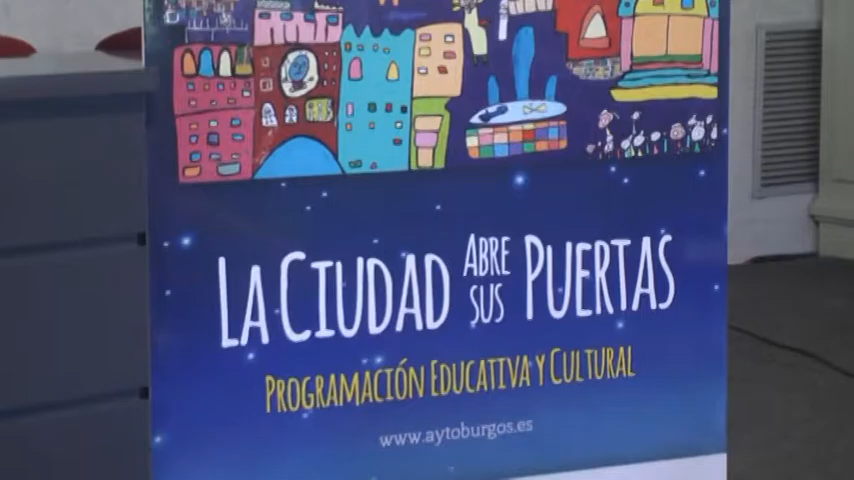 LA CIUDAD ABRE SUS PUERTAS
PROGRAMACIÓN EDUCATIVA Y CULTURAL
www.aytoburgos.es